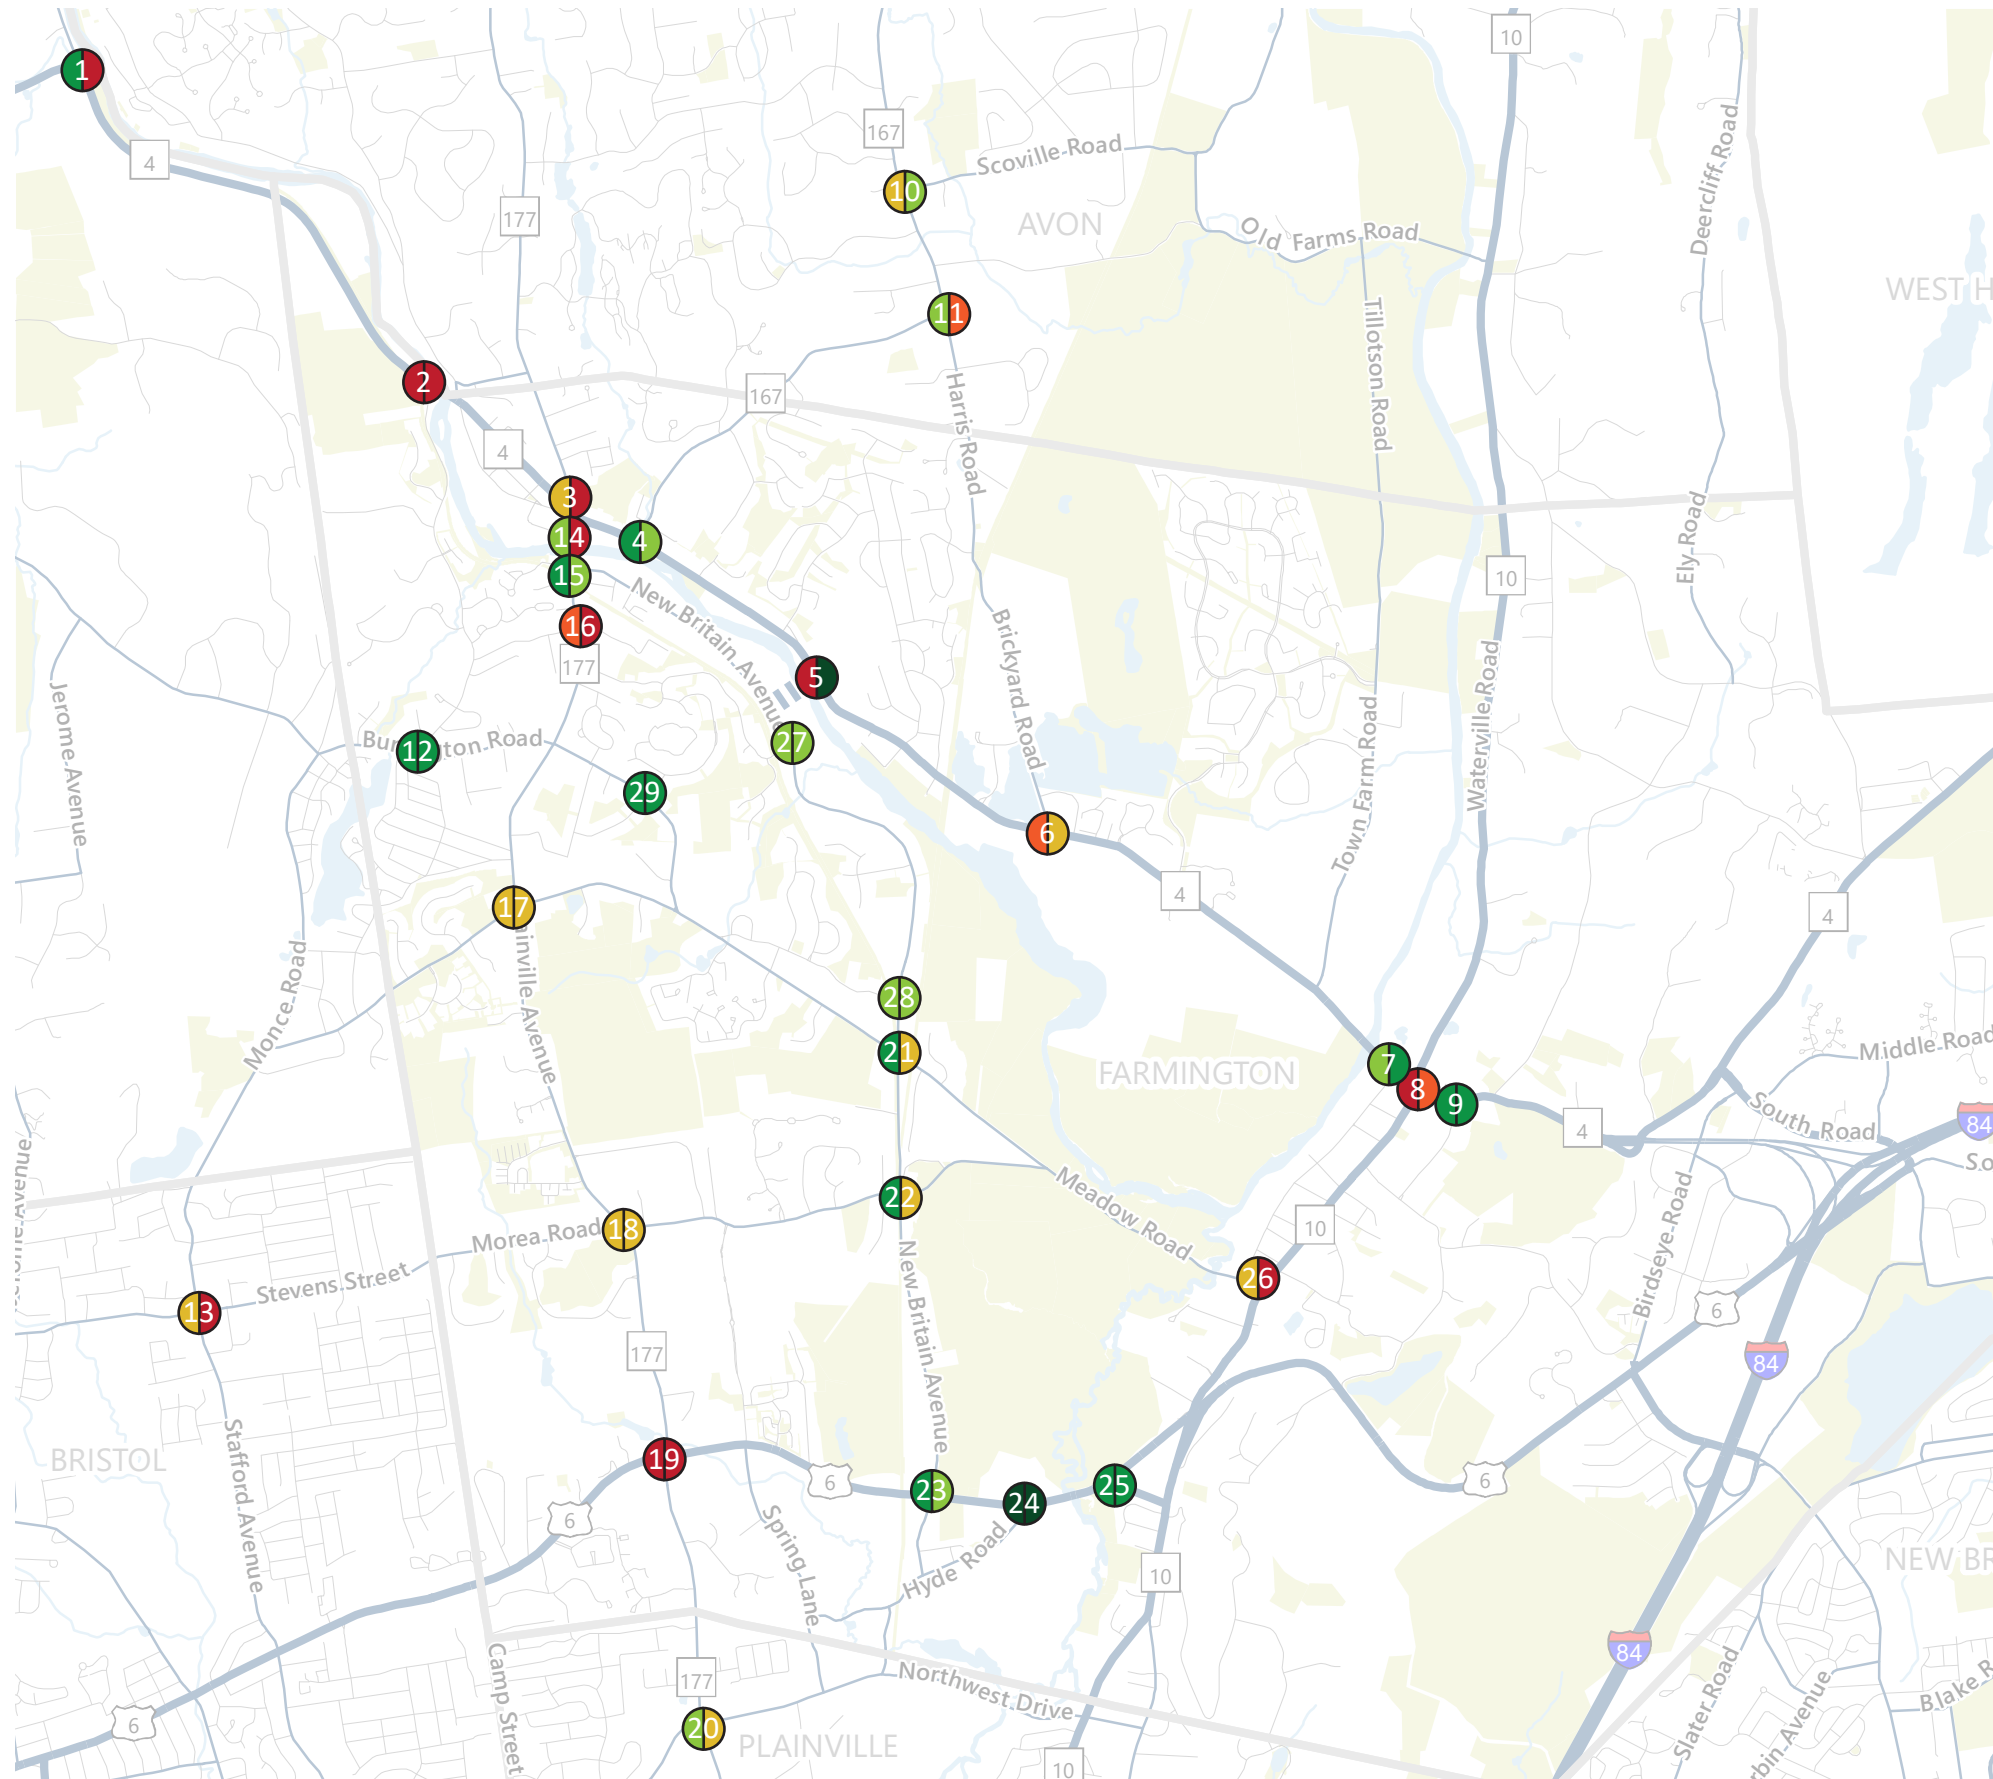 10
1
Deercliff Road
167
Scoville Road
4
10
177
AVON
Old Farms Road
WEST H
11
Tillotson Road
2
167
Harris Road
4
3
14
4
15
10
Ely Road
New Britain Avenue
16
177
Brickyard Road
5
Jerome Avenue
Waterville Road
Town Farm Road
27
12
29
6
4
17
4
ainville Avenue
Monce Road
28
21
Middle Road
FARMINGTON
7
8
9
4
South Road
84
So
22
Meadow Road
Birdseye Road
10
Morea Road
18
Stevens Street
26
13
6
New Britain Avenue
177
84
BRISTOL
Stafford Avenue
19
6
6
23
24
25
6
Spring Lane
Hyde Road
10
NEW BR
Camp Street
84
177
Northwest Drive
Slater Road
Blake R
6
20
PLAINVILLE
10
rbin Avenue